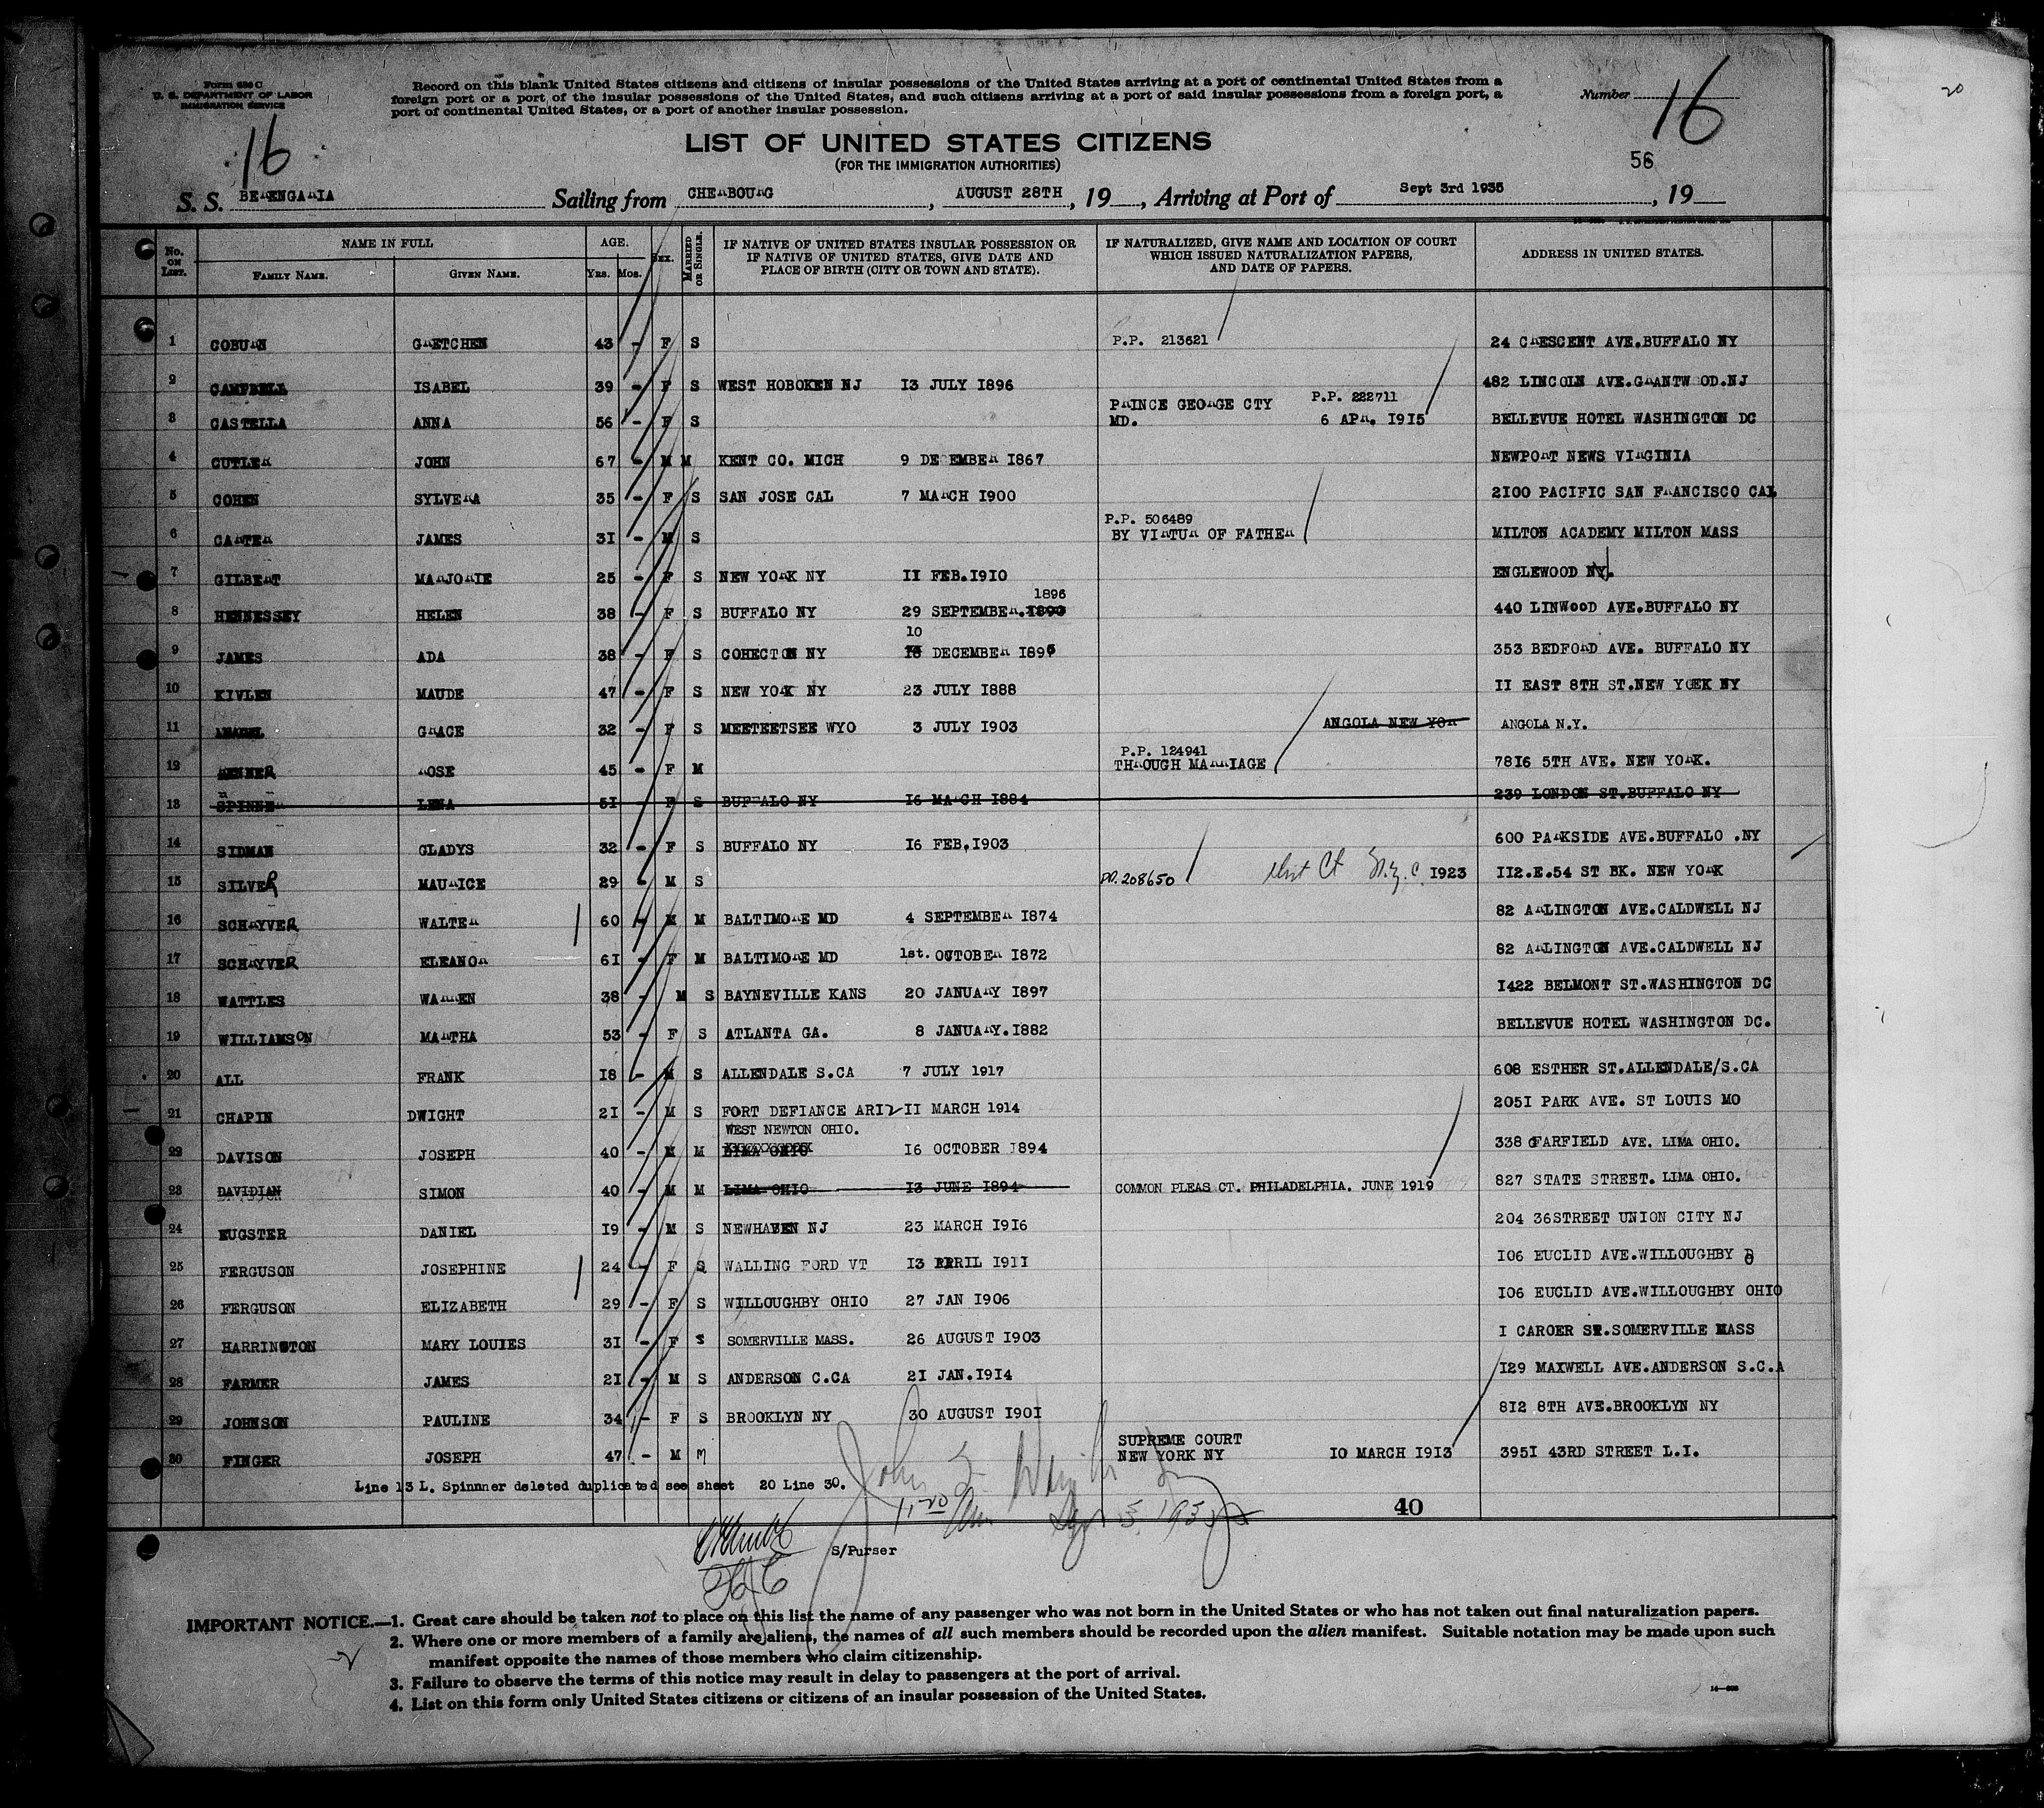 Form 630 C
U. S. DEPARTMENT OF LABOR
IMMIGRATION SERVICE
Record on this blank United States citizens and citizens of insular possessions of the United States arriving at a port of continental United States from a
foreign port or a port of the insular possessions of the United States, and such citizens arriving at a port of said insular possessions from a foreign port, a
port of continental United States, or a port of another insular possession.
Number 16
16
LIST OF UNITED STATES CITIZENS
(FOR THE IMMIGRATION AUTHORITIES)
56
20
S. S. BERENGARIA Sailing from CHERBOURG, AUGUST 28TH, 19 , Arriving at Port of Sept 3rd 1935, 19
No. ON LIST. NAME IN FULL AGE. SEX. MARRIED OR SINGLE. IF NATIVE OF UNITED STATES INSULAR POSSESSION OR IF NATIVE OF UNITED STATES, GIVE DATE AND PLACE OF BIRTH (CITY OR TOWN AND STATE). IF NATURALIZED, GIVE NAME AND LOCATION OF COURT WHICH ISSUED NATURALIZATION PAPERS, AND DATE OF PAPERS. ADDRESS IN UNITED STATES.
FAMILY NAME. GIVEN NAME. YRS. MOS.
1 COBURN GRETCHEN 43 - F S P.P. 213621 24 CRESCENT AVE.BUFFALO NY
2 CAMPBELL ISABEL 39 - F S WEST HOBOKEN NJ 13 JULY 1896 482 LINCOLN AVE.GRANTWOOD.NJ
PRINCE GEORGE CTY P.P. 222711
3 CASTELLA ANNA 56 - F S MD. 6 APR. 1915 BELLEVUE HOTEL WASHINGTON DC
4 CUTLER JOHN 67 - M M KENT CO. MICH 9 DECEMBER 1867 NEWPORT NEWS VIRGINIA
5 COHEN SYLVERA 35 - F S SAN JOSE CAL 7 MARCH 1900 2100 PACIFIC SAN FRANCISCO CAL
P.P. 506489
6 CARTER JAMES 31 - M S BY VIRTUR OF FATHER MILTON ACADEMY MILTON MASS
7 GILBERT MARJORIE 25 - F S NEW YORK NY 11 FEB.1910 ENGLEWOOD NJ.
1896
8 HENNESSEY HELEN 38 - F S BUFFALO NY 29 SEPTEMBER. 440 LINWOOD AVE.BUFFALO NY
10
9 JAMES ADA 38 - F S COHECTON NY DECEMBER 1896 353 BEDFORD AVE. BUFFALO NY
10 KIVLEN MAUDE 47 - F S NEW YORK NY 23 JULY 1888 11 EAST 8TH ST.NEW YOEK NY
11 GRACE 32 - F S MEETEETSEE WYO 3 JULY 1903 ANGOLA NEW YOR ANGOLA N.Y.
P.P. 124941
12 RENNER ROSE 45 - F M THROUGH MARRIAGE 7816 5TH AVE. NEW YORK.
13 SPINNER LENA 51 - F S BUFFALO NY 16 MARCH 1884 239 LONDON ST.BUFFALO NY
14 SIDMAN GLADYS 32 - F S BUFFALO NY 16 FEB.1903 600 PARKSIDE AVE.BUFFALO .NY
15 SILVER MAURICE 29 - M S PP. 208650 Dist Ct N.Y.C. 1923 112.E.54 ST BK. NEW YORK
16 SCHRYVER WALTER 60 - M M BALTIMORE MD 4 SEPTEMBER 1874 82 ARLINGTON AVE.CALDWELL NJ
17 SCHRYVER ELEANOR 61 - F M BALTIMORE MD 1st. OCTOBER 1872 82 ARLINGTON AVE.CALDWELL NJ
18 WATTLES WARREN 38 - M S BAYNEVILLE KANS 20 JANUARY 1897 1422 BELMONT ST.WASHINGTON DC
19 WILLIAMSON MARTHA 53 - F S ATLANTA GA. 8 JANUARY.1882 BELLEVUE HOTEL WASHINGTON DC.
20 ALL FRANK 18 - M S ALLENDALE S.CA 7 JULY 1917 608 ESTHER ST.ALLENDALE/S.CA
21 CHAPIN DWIGHT 21 - M S FORT DEFIANCE ARIZ 11 MARCH 1914 2051 PARK AVE. ST LOUIS MO
WEST NEWTON OHIO.
22 DAVISON JOSEPH 40 - M M 16 OCTOBER 1894 338 GARFIELD AVE. LIMA OHIO.
23 DAVIDIAN SIMON 40 - M M LIMA OHIO 13 JUNE 1894 COMMON PLEAS CT. PHILADELPHIA. JUNE 1919 827 STATE STREET. LIMA OHIO.
24 EUGSTER DANIEL 19 - M S NEWHAVEN NJ 23 MARCH 1916 204 36STREET UNION CITY NJ
25 FERGUSON JOSEPHINE 24 - F S WALLING FORD VT 13 APRIL 1911 106 EUCLID AVE.WILLOUGHBY O
26 FERGUSON ELIZABETH 29 - F S WILLOUGHBY OHIO 27 JAN 1906 106 EUCLID AVE.WILLOUGHBY OHIO
27 HARRINGTON MARY LOUIES 31 - F S SOMERVILLE MASS. 26 AUGUST 1903 1 CAROER ST.SOMERVILLE MASS
28 FARMER JAMES 21 - M S ANDERSON C.CA 21 JAN.1914 129 MAXWELL AVE.ANDERSON S.C.A
29 JOHNSON PAULINE 34 - F S BROOKLYN NY 30 AUGUST 1901 812 8TH AVE.BROOKLYN NY
SUPREME COURT
30 FINGER JOSEPH 47 - M M NEW YORK NY 10 MARCH 1913 3951 43RD STREET L.I.
Line 13 L. Spinnner deleted duplicated see sheet 20 Line 30.
40
S/Purser
IMPORTANT NOTICE.—1. Great care should be taken not to place on this list the name of any passenger who was not born in the United States or who has not taken out final naturalization papers.
2. Where one or more members of a family are aliens, the names of all such members should be recorded upon the alien manifest. Suitable notation may be made upon such
manifest opposite the names of those members who claim citizenship.
3. Failure to observe the terms of this notice may result in delay to passengers at the port of arrival.
4. List on this form only United States citizens or citizens of an insular possession of the United States.